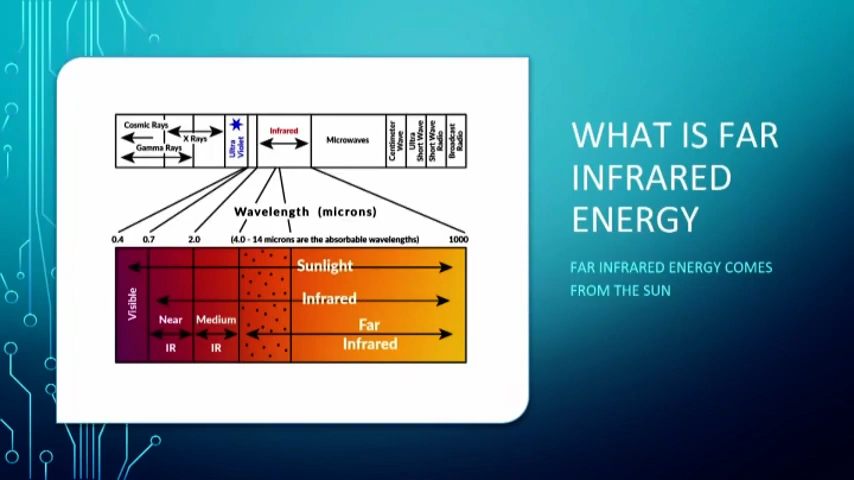 Cosmic Rays
X Rays
Gamma Rays
Ultra
Violet
Infrared
Microwaves
Centimeter
Wave
Ultra
Short Wave
Short Wave
Radio
Broadcast
Radio
Wavelength (microns)
0.4 0.7 2.0 (4.0 - 14 microns are the absorbable wavelengths) 1000
Visible
Sunlight
Infrared
Near
IR
Medium
IR
Far
Infrared
WHAT IS FAR
INFRARED
ENERGY
FAR INFRARED ENERGY COMES
FROM THE SUN